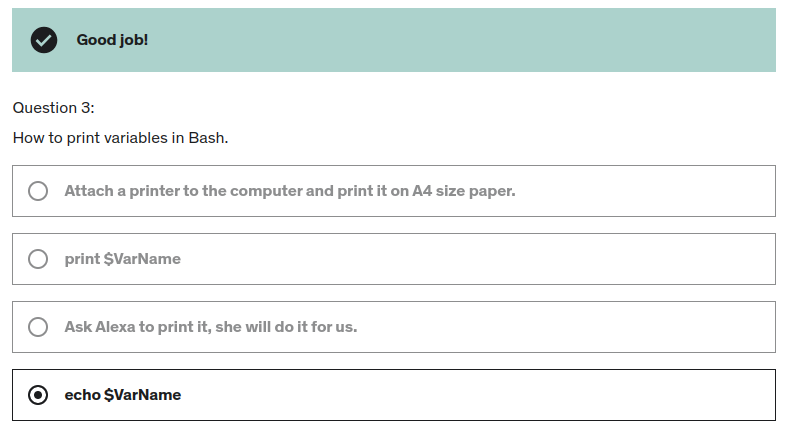 Good job!
Question 3:
How to print variables in Bash.
Attach a printer to the computer and print it on A4 size paper.
print $VarName
Ask Alexa to print it, she will do it for us.
echo $VarName